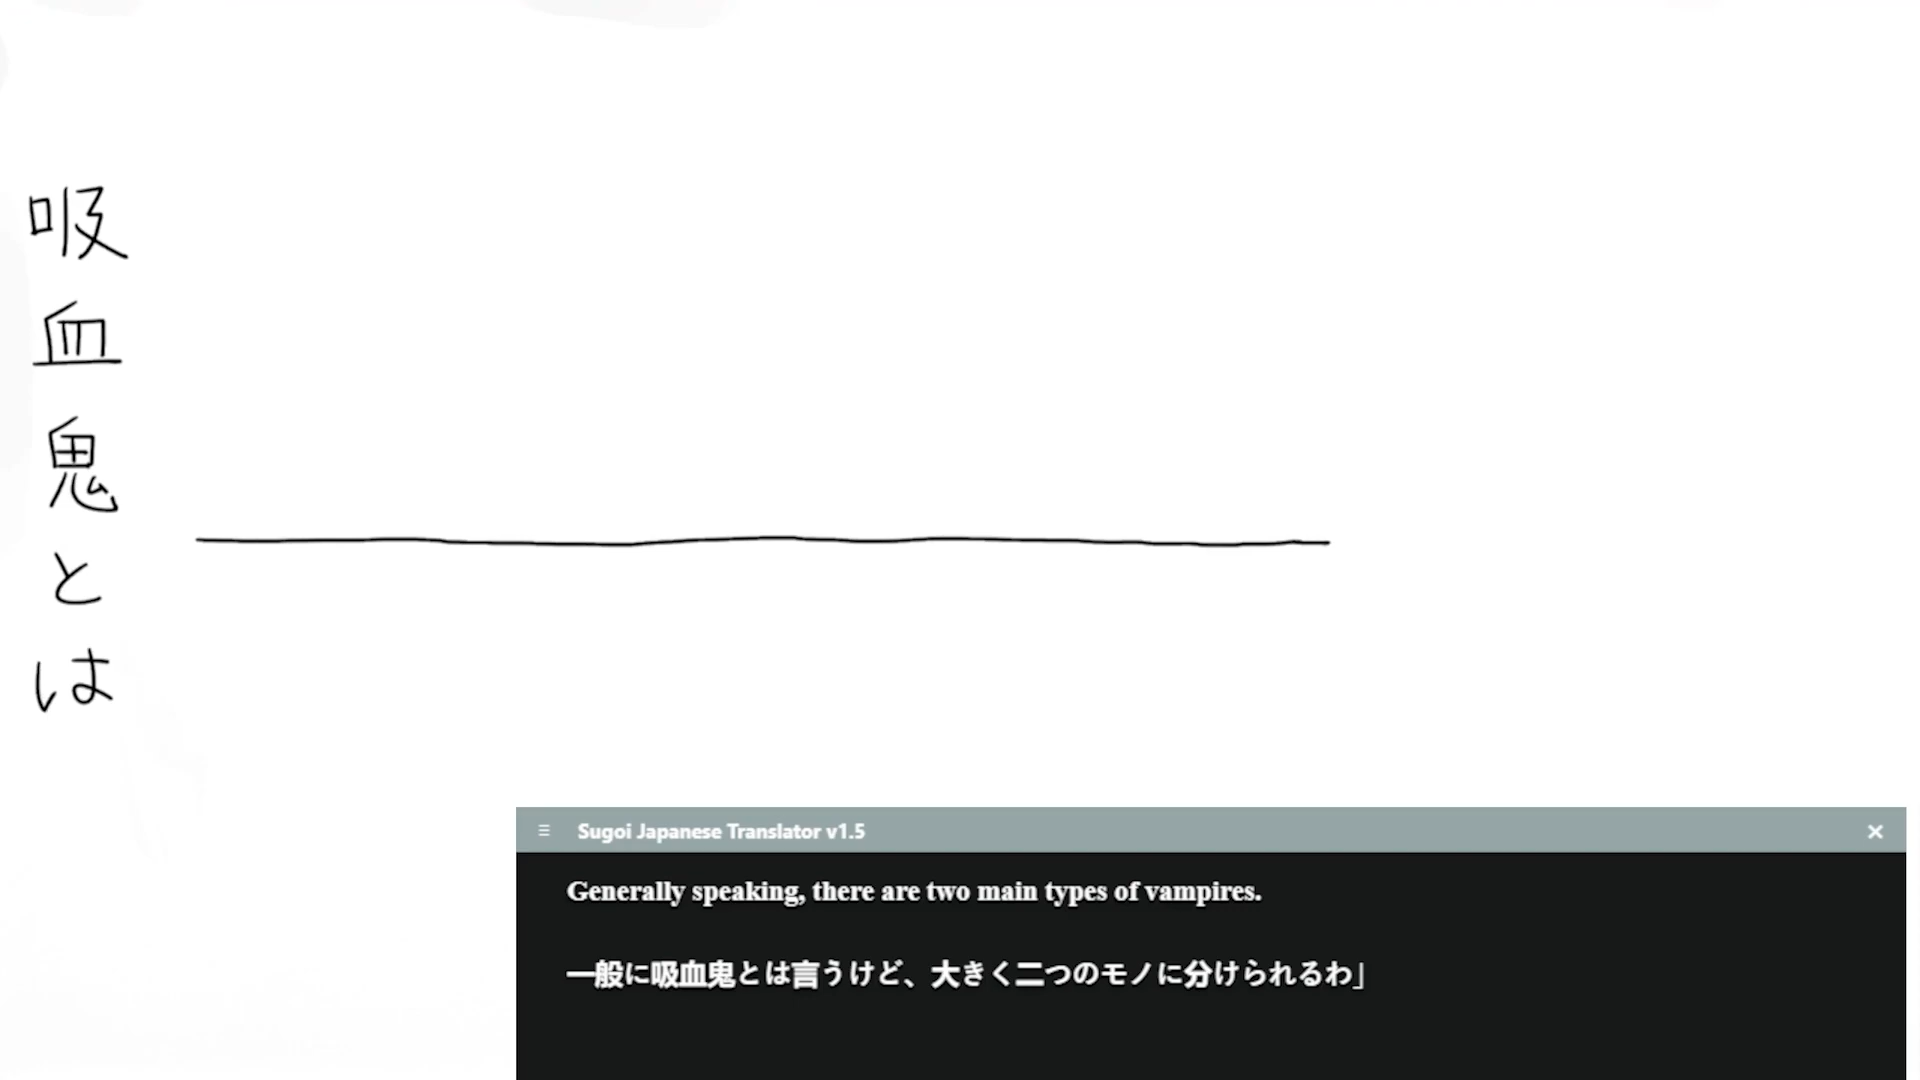 吸血鬼とは
Sugoi Japanese Translator v1.5
Generally speaking, there are two main types of vampires.
一般に吸血鬼とは言うけど、大きく二つのモノに分けられるわ」